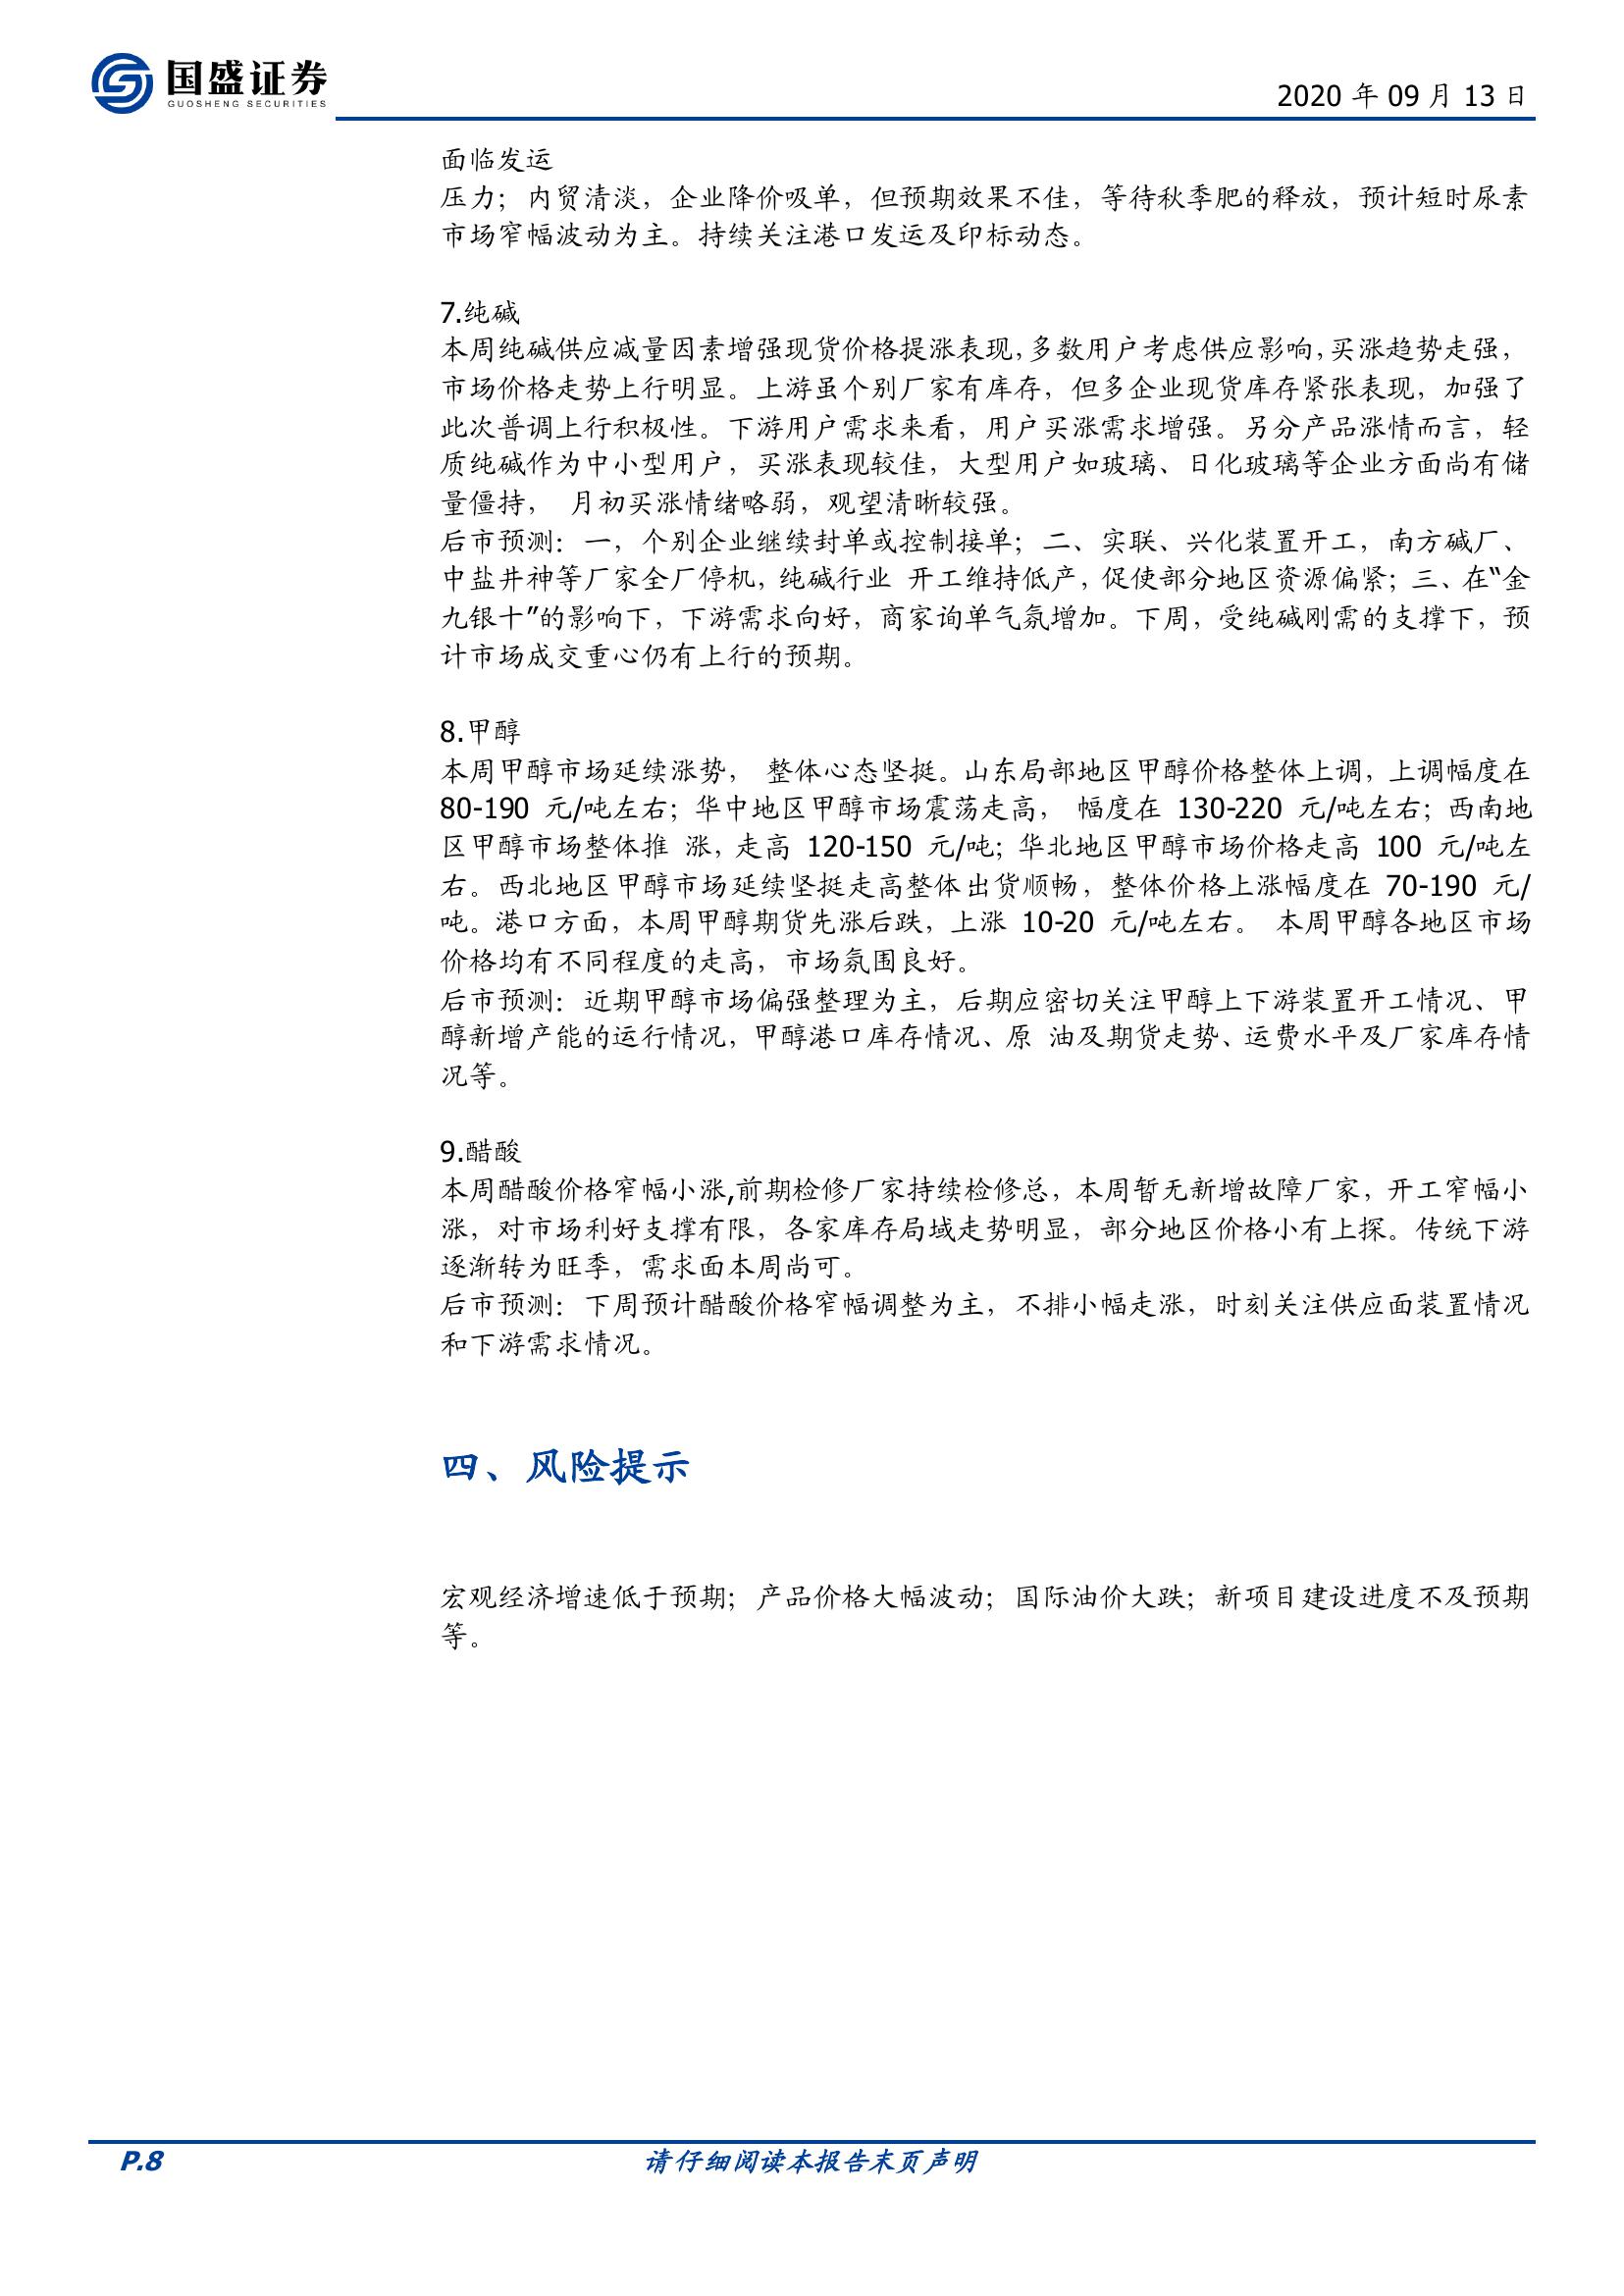 国盛证券
GUOSHENG SECURITIES
2020 年 09 月 13 日
面临发运
压力；内贸清淡，企业降价吸单，但预期效果不佳，等待秋季肥的释放，预计短时尿素
市场窄幅波动为主。持续关注港口发运及印标动态。
7.纯碱
本周纯碱供应减量因素增强现货价格提涨表现，多数用户考虑供应影响，买涨趋势走强，
市场价格走势上行明显。上游虽个别厂家有库存，但多企业现货库存紧张表现，加强了
此次普调上行积极性。下游用户需求来看，用户买涨需求增强。另分产品涨情而言，轻
质纯碱作为中小型用户，买涨表现较佳，大型用户如玻璃、日化玻璃等企业方面尚有储
量僵持， 月初买涨情绪略弱，观望清晰较强。
后市预测：一，个别企业继续封单或控制接单；二、实联、兴化装置开工，南方碱厂、
中盐井神等厂家全厂停机，纯碱行业 开工维持低产，促使部分地区资源偏紧；三、在“金
九银十”的影响下，下游需求向好，商家询单气氛增加。下周，受纯碱刚需的支撑下，预
计市场成交重心仍有上行的预期。
8.甲醇
本周甲醇市场延续涨势， 整体心态坚挺。山东局部地区甲醇价格整体上调，上调幅度在
80-190 元/吨左右；华中地区甲醇市场震荡走高， 幅度在 130-220 元/吨左右；西南地
区甲醇市场整体推 涨，走高 120-150 元/吨；华北地区甲醇市场价格走高 100 元/吨左
右。西北地区甲醇市场延续坚挺走高整体出货顺畅，整体价格上涨幅度在 70-190 元/
吨。港口方面，本周甲醇期货先涨后跌，上涨 10-20 元/吨左右。 本周甲醇各地区市场
价格均有不同程度的走高，市场氛围良好。
后市预测：近期甲醇市场偏强整理为主，后期应密切关注甲醇上下游装置开工情况、甲
醇新增产能的运行情况，甲醇港口库存情况、原 油及期货走势、运费水平及厂家库存情
况等。
9.醋酸
本周醋酸价格窄幅小涨,前期检修厂家持续检修总，本周暂无新增故障厂家，开工窄幅小
涨，对市场利好支撑有限，各家库存局域走势明显，部分地区价格小有上探。传统下游
逐渐转为旺季，需求面本周尚可。
后市预测：下周预计醋酸价格窄幅调整为主，不排小幅走涨，时刻关注供应面装置情况
和下游需求情况。
四、风险提示
宏观经济增速低于预期；产品价格大幅波动；国际油价大跌；新项目建设进度不及预期
等。
P.8
请仔细阅读本报告末页声明